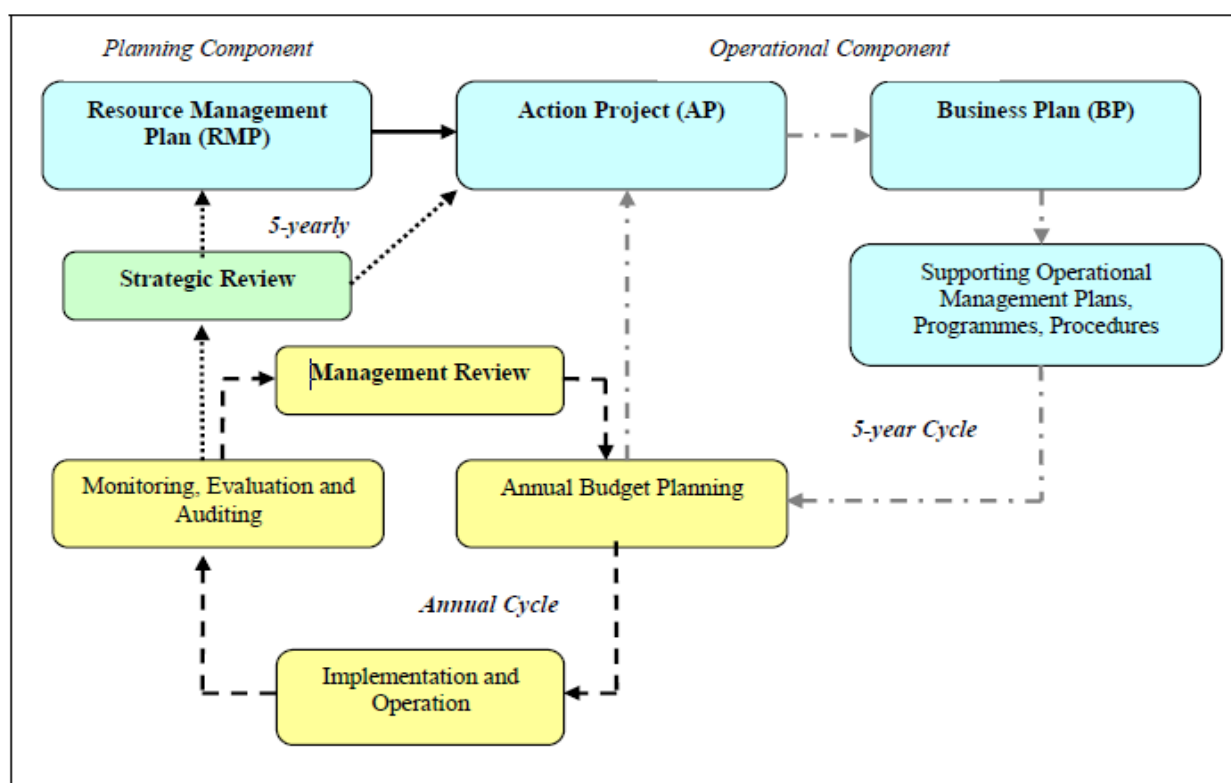 Planning Component
Operational Component
Resource Management
Plan (RMP)
Action Project (AP)
Business Plan (BP)
5-yearly
Strategic Review
Supporting Operational
Management Plans,
Programmes, Procedures
Management Review
5-year Cycle
Monitoring, Evaluation and
Auditing
Annual Budget Planning
Annual Cycle
Implementation and
Operation